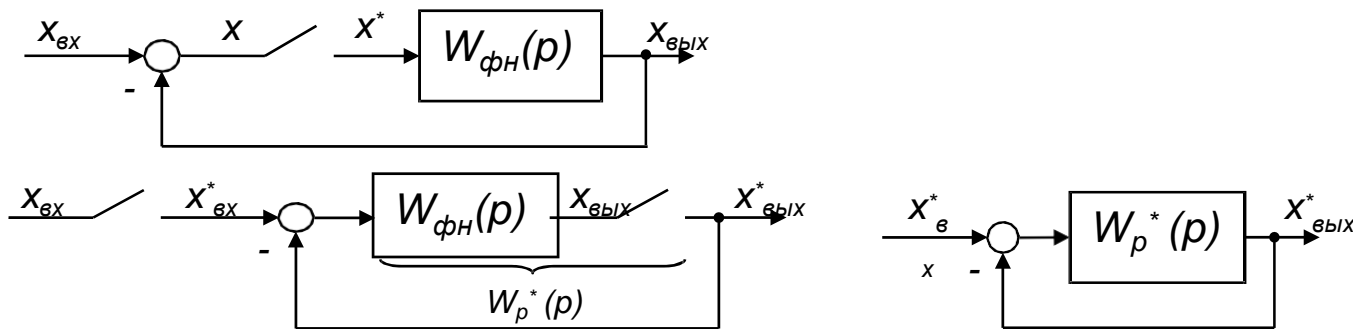 x_вх x x* W_фн(p) x_вых
-
x_вх x*_вх W_фн(p) x_вых x*_вых
-
W_p*(p)
x*_в W_p*(p) x*_вых
х -